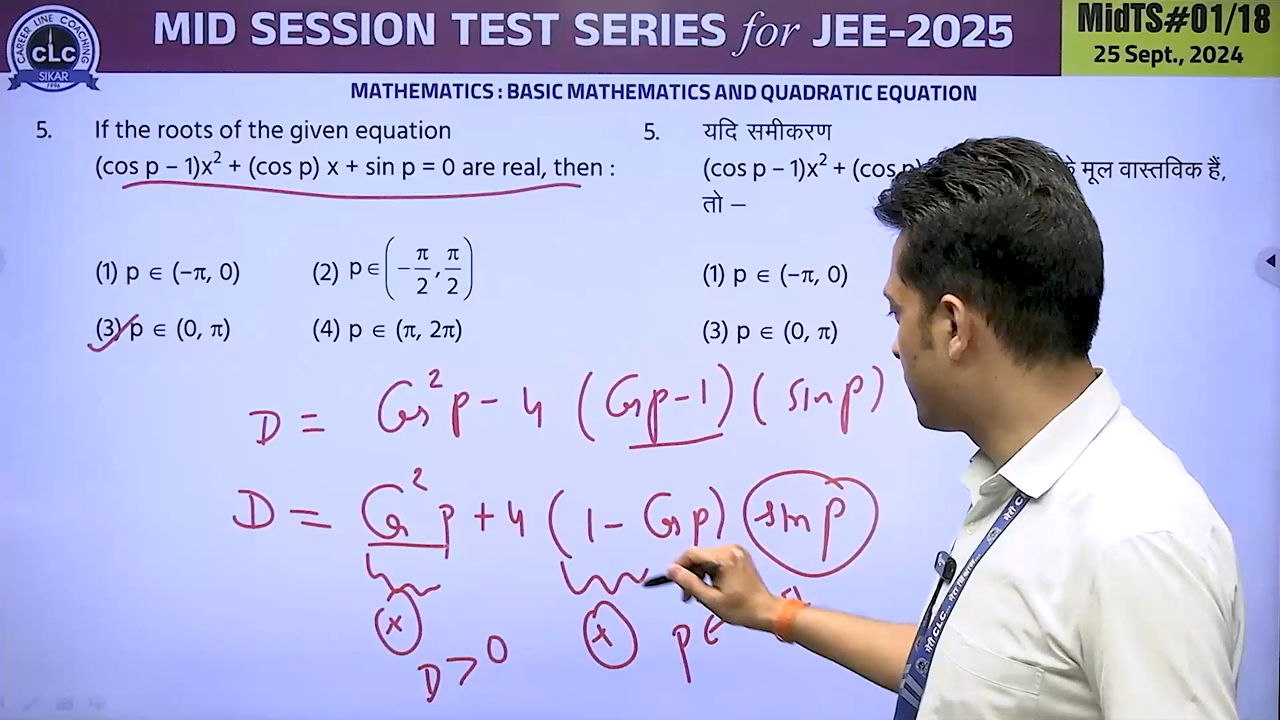 CAREER LINE COACHING
CLC
SIKAR
1996
MID SESSION TEST SERIES for JEE-2025
MidTS#01/18
25 Sept., 2024
MATHEMATICS : BASIC MATHEMATICS AND QUADRATIC EQUATION
5. If the roots of the given equation
(cos p – 1)x² + (cos p) x + sin p = 0 are real, then :
(1) p ∈ (–π, 0) (2) p ∈ (–π/2, π/2)
(3) p ∈ (0, π) (4) p ∈ (π, 2π)
5. यदि समीकरण
(cos p – 1)x² + (cos p के मूल वास्तविक हैं,
तो –
(1) p ∈ (–π, 0)
(3) p ∈ (0, π)
D = Cos²p – 4 (Cosp–1) (sinp)
D = Cos²p + 4 (1 – Cosp) sinp
+ + p ∈
D > 0